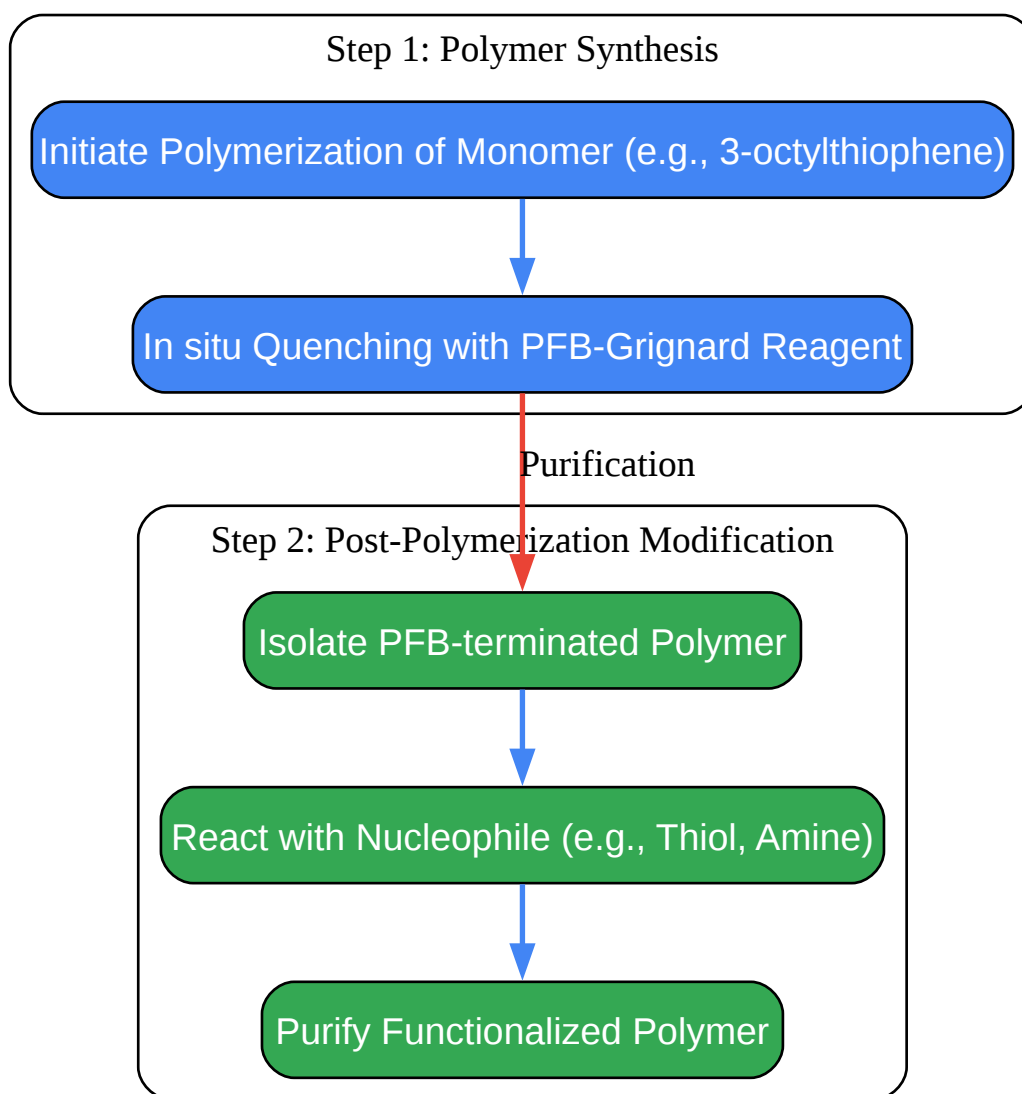 Step 1: Polymer Synthesis
Initiate Polymerization of Monomer (e.g., 3-octylthiophene)
In situ Quenching with PFB-Grignard Reagent
Purification
Step 2: Post-Polymerization Modification
Isolate PFB-terminated Polymer
React with Nucleophile (e.g., Thiol, Amine)
Purify Functionalized Polymer